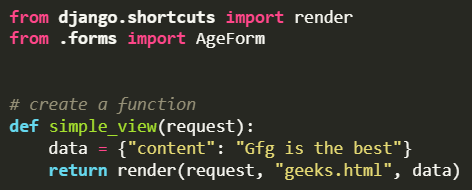 from django.shortcuts import render
from .forms import AgeForm
# create a function
def simple_view(request):
    data = {"content": "Gfg is the best"}
    return render(request, "geeks.html", data)